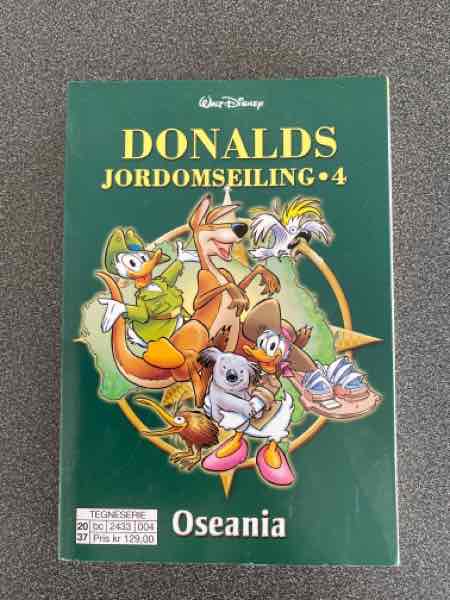 Walt Disney
DONALDS
JORDOMSEILING • 4
TEGNESERIE
20 bc 2433 004
37 Pris kr 129,00
Oseania